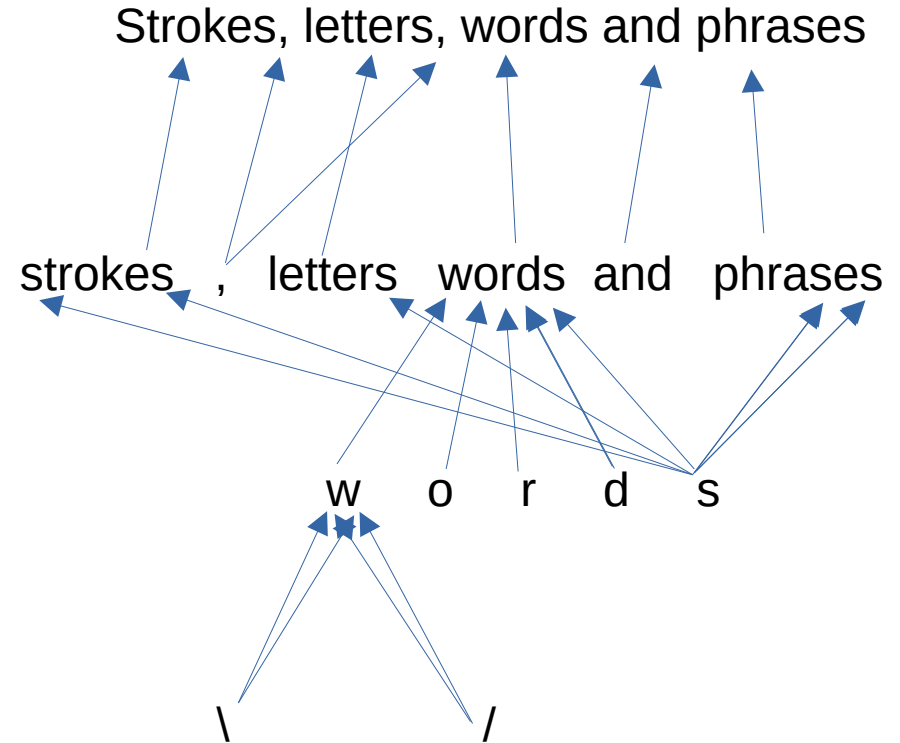 Strokes, letters, words and phrases
strokes , letters words and phrases
w o r d s
\ /